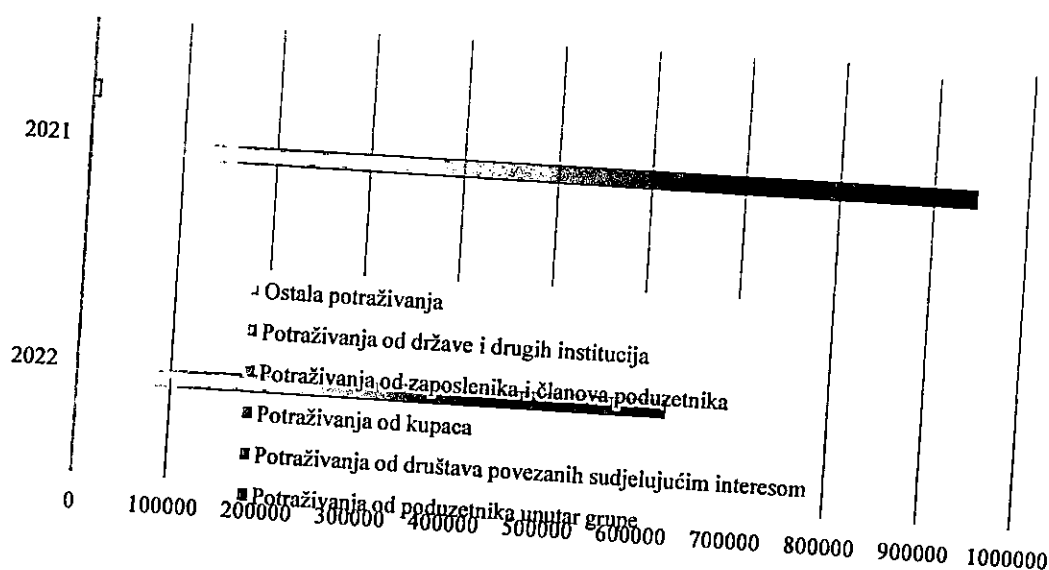 2021
Ostala potraživanja
Potraživanja od države i drugih institucija
2022
Potraživanja od zaposlenika i članova poduzetnika
Potraživanja od kupaca
Potraživanja od društava povezanih sudjelujućim interesom
Potraživanja od poduzetnika unutar grupe
0 100000 200000 300000 400000 500000 600000 700000 800000 900000 1000000